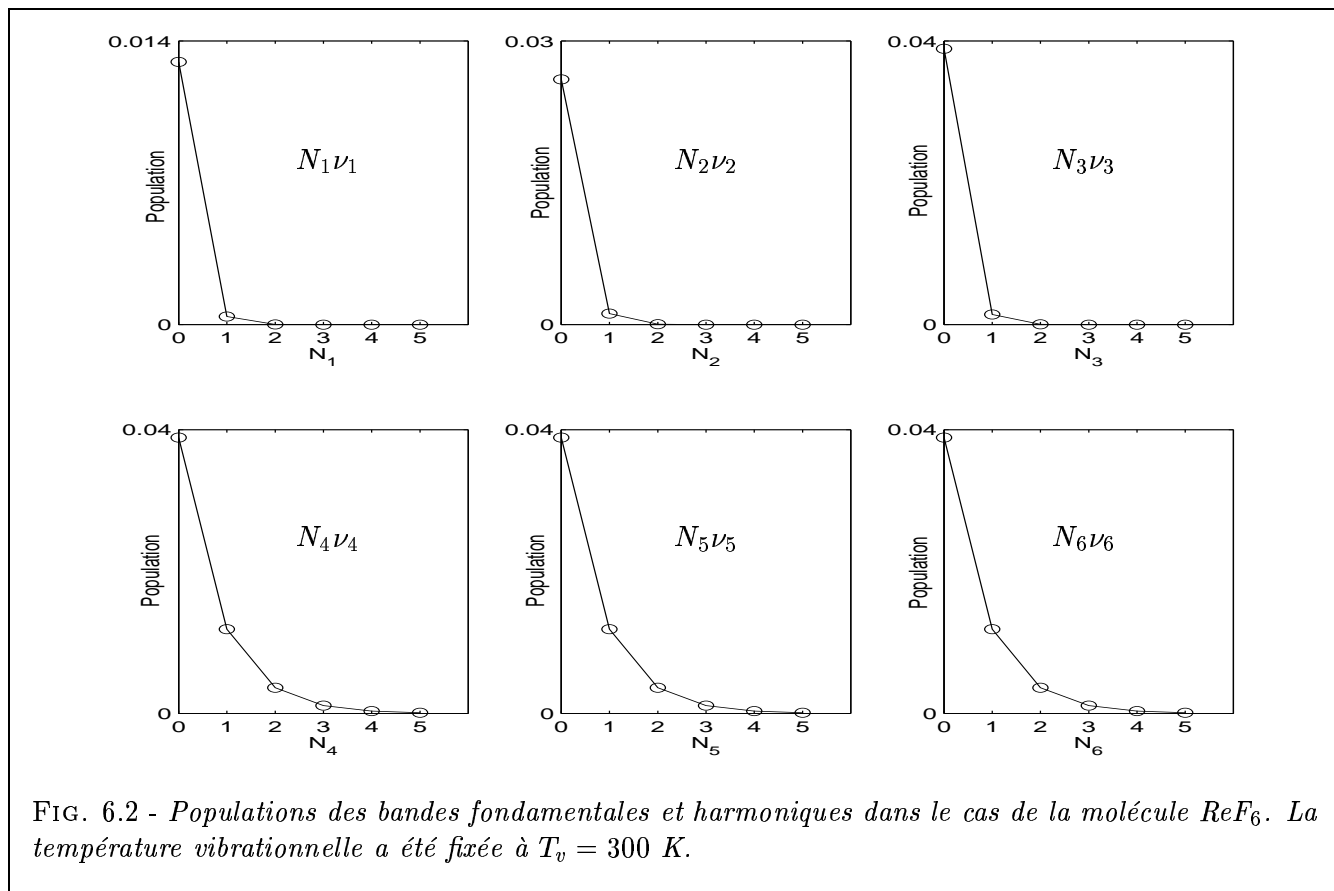 0.014
Population
N₁ν₁
0
0 1 2 3 4 5
N₁
0.03
Population
N₂ν₂
0
0 1 2 3 4 5
N₂
0.04
Population
N₃ν₃
0
0 1 2 3 4 5
N₃
0.04
Population
N₄ν₄
0
0 1 2 3 4 5
N₄
0.04
Population
N₅ν₅
0
0 1 2 3 4 5
N₅
0.04
Population
N₆ν₆
0
0 1 2 3 4 5
N₆
FIG. 6.2 - Populations des bandes fondamentales et harmoniques dans le cas de la molécule ReF₆. La
température vibrationnelle a été fixée à Tᵥ = 300 K.